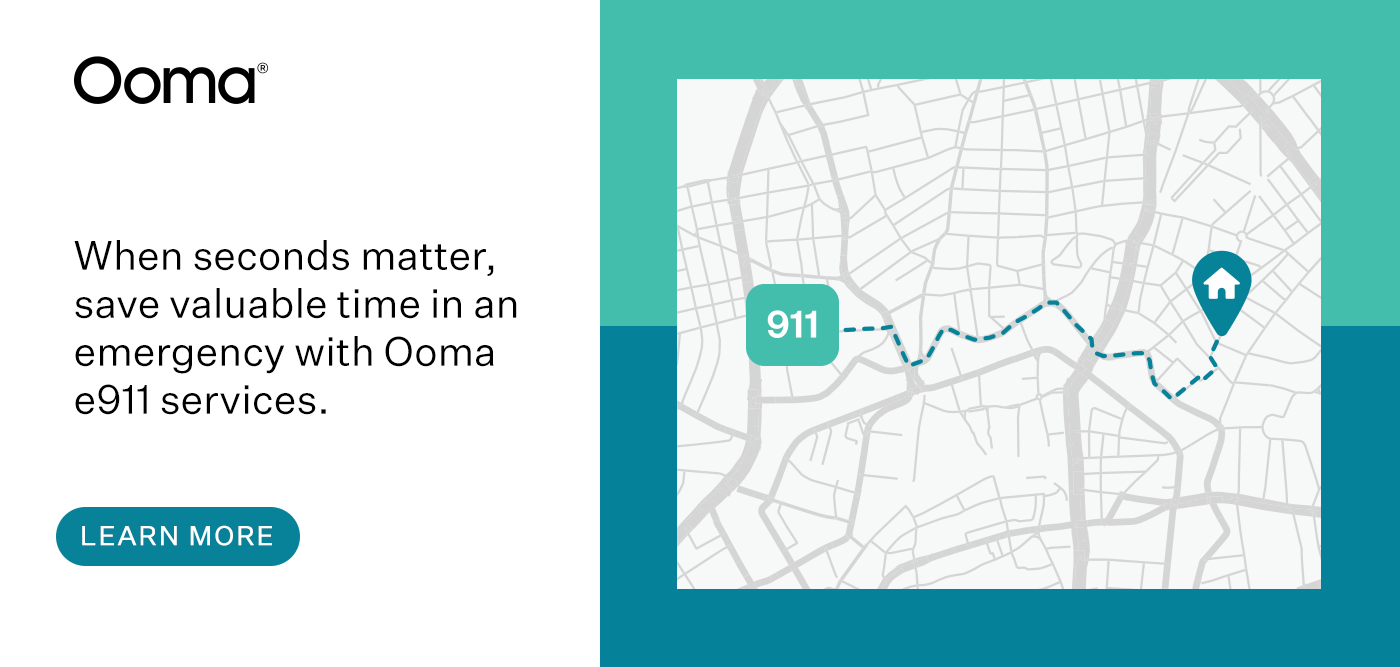 Ooma®
When seconds matter,
save valuable time in an
emergency with Ooma
e911 services.
LEARN MORE
911